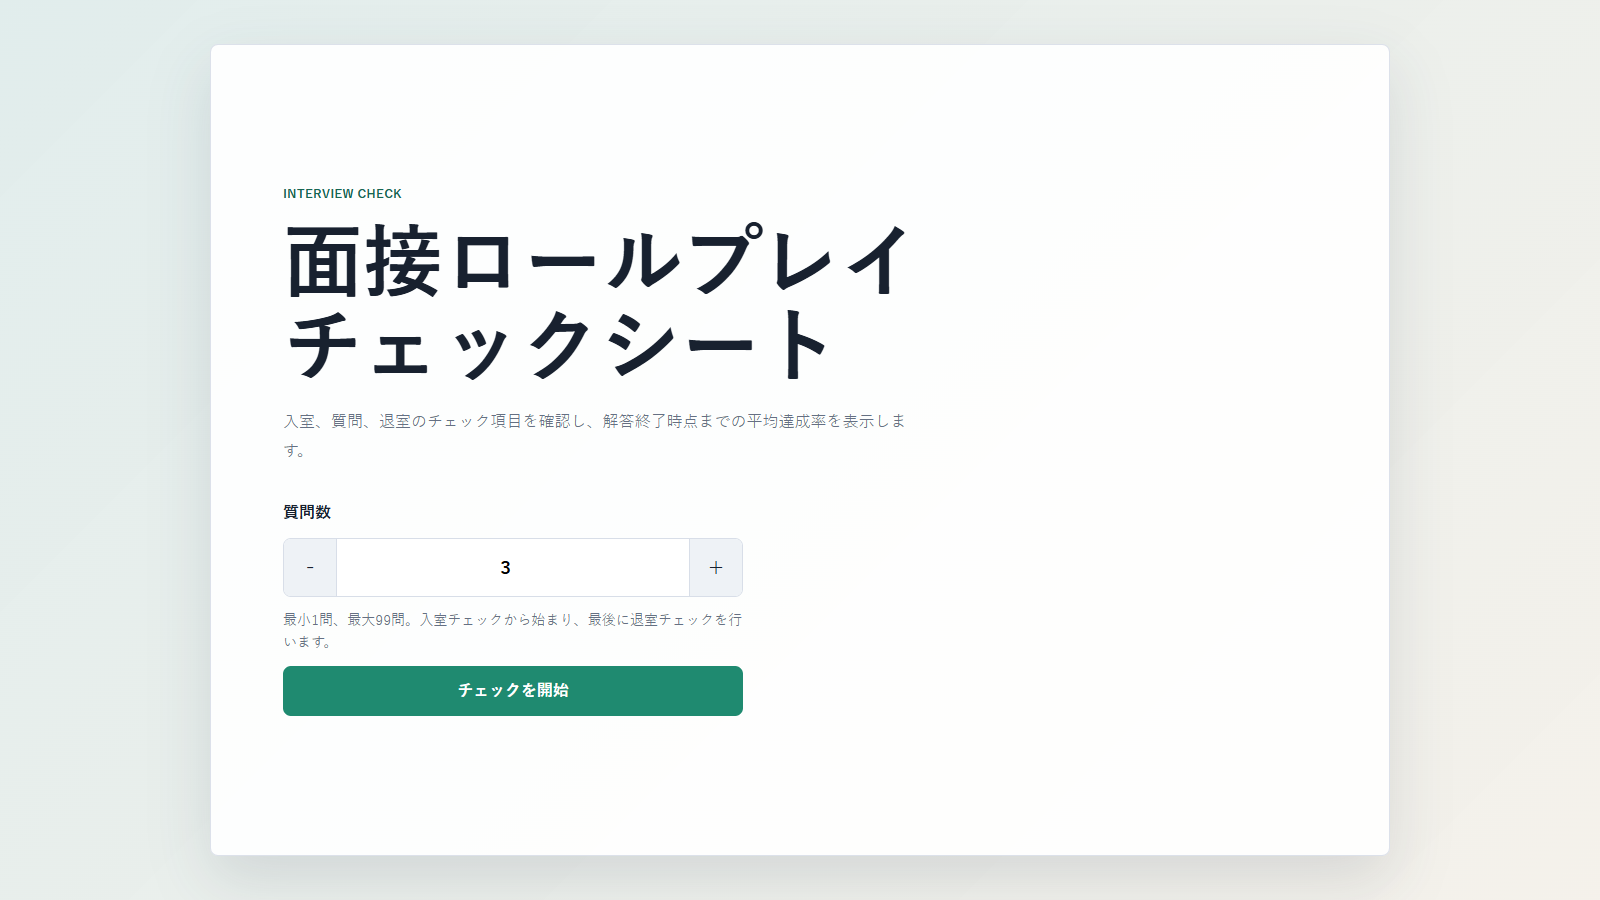 INTERVIEW CHECK
面接ロールプレイ
チェックシート
入室、質問、退室のチェック項目を確認し、解答終了時点までの平均達成率を表示しま
す。
質問数
- 3 +
最小1問、最大99問。入室チェックから始まり、最後に退室チェックを行
います。
チェックを開始